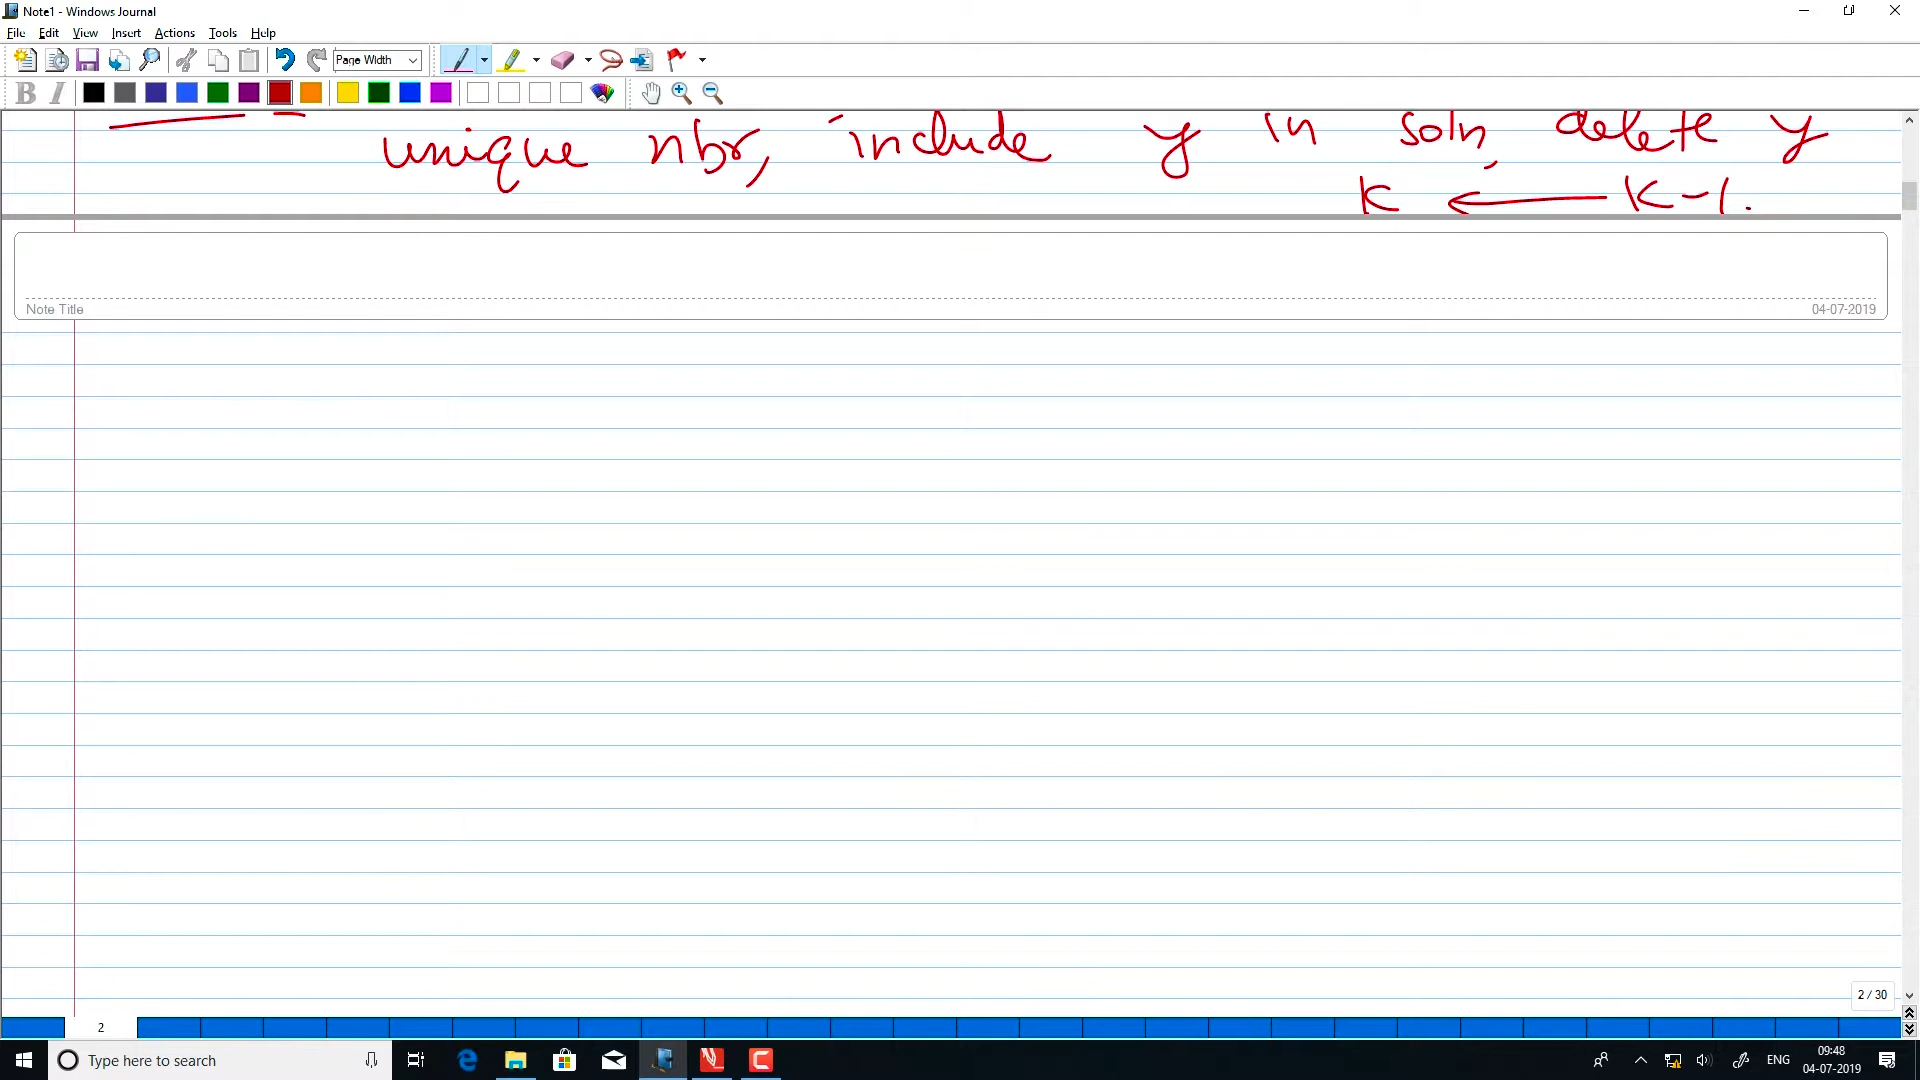 Note1 - Windows Journal
File Edit View Insert Actions Tools Help
Page Width
B I
unique nbr, include y in soln, delete y
K ← K-1.
Note Title
04-07-2019
2 / 30
2
Type here to search
ENG
09:48
04-07-2019